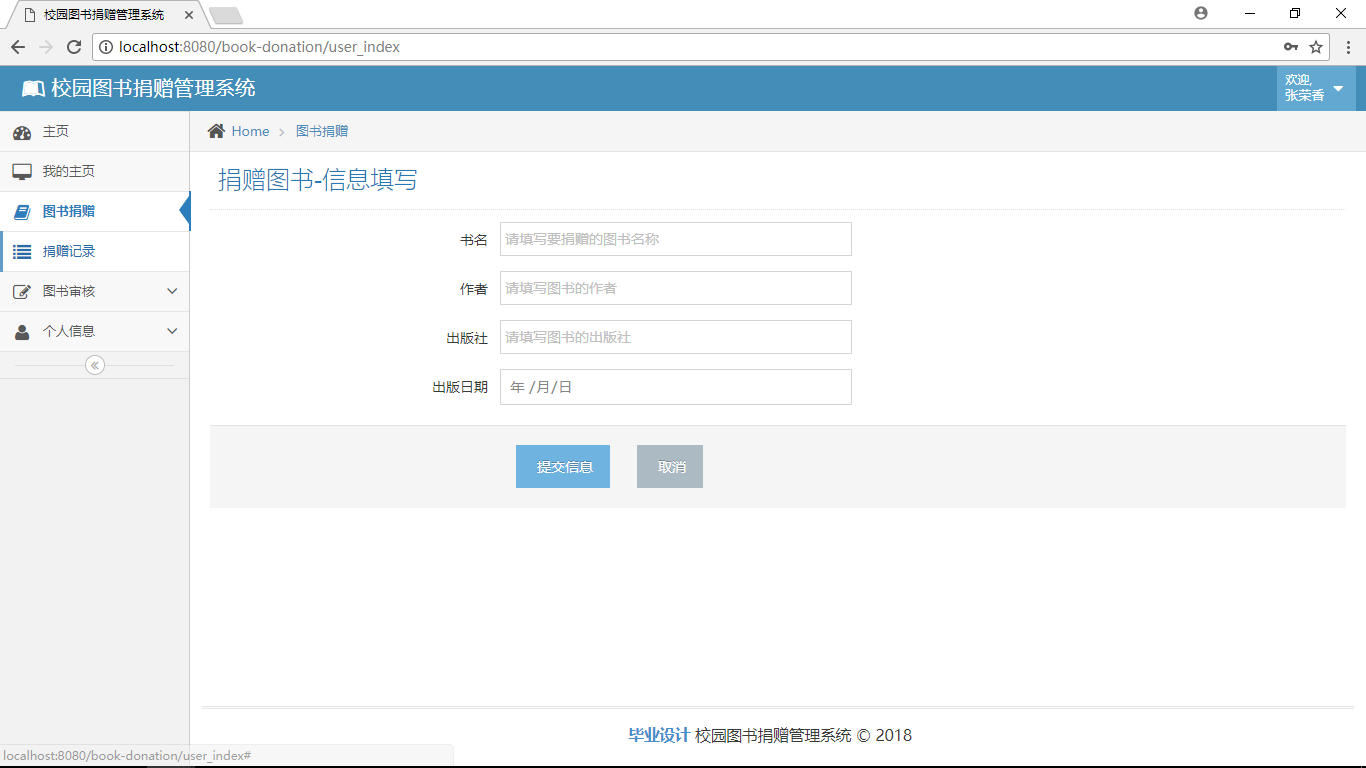 校园图书捐赠管理系统
localhost:8080/book-donation/user_index
校园图书捐赠管理系统
欢迎,
张荣香
主页
我的主页
图书捐赠
捐赠记录
图书审核
个人信息
Home
图书捐赠
捐赠图书-信息填写
书名 请填写要捐赠的图书名称
作者 请填写图书的作者
出版社 请填写图书的出版社
出版日期 年 /月/日
提交信息 取消
毕业设计 校园图书捐赠管理系统 © 2018
localhost:8080/book-donation/user_index#